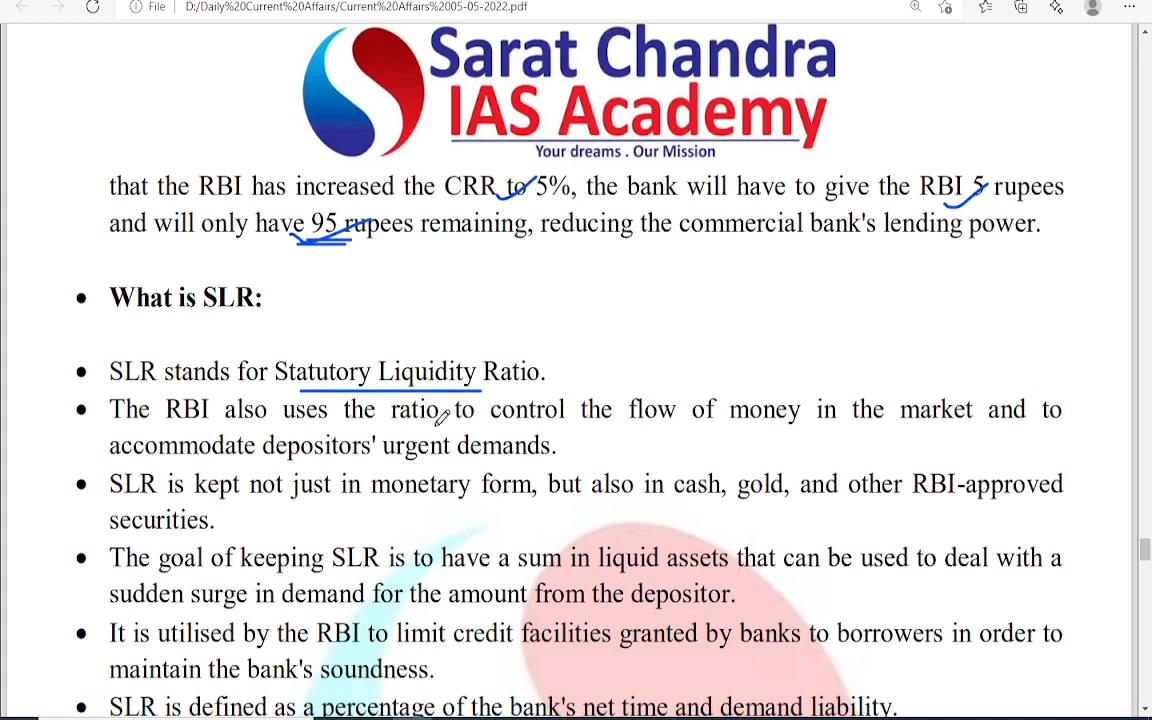 File | D:/Daily%20Current%20Affairs/Current%20Affairs%2005-05-2022.pdf
Sarat Chandra
IAS Academy
Your dreams . Our Mission
that the RBI has increased the CRR to 5%, the bank will have to give the RBI 5 rupees
and will only have 95 rupees remaining, reducing the commercial bank's lending power.
• What is SLR:
• SLR stands for Statutory Liquidity Ratio.
• The RBI also uses the ratio to control the flow of money in the market and to
accommodate depositors' urgent demands.
• SLR is kept not just in monetary form, but also in cash, gold, and other RBI-approved
securities.
• The goal of keeping SLR is to have a sum in liquid assets that can be used to deal with a
sudden surge in demand for the amount from the depositor.
• It is utilised by the RBI to limit credit facilities granted by banks to borrowers in order to
maintain the bank's soundness.
• SLR is defined as a percentage of the bank's net time and demand liability.